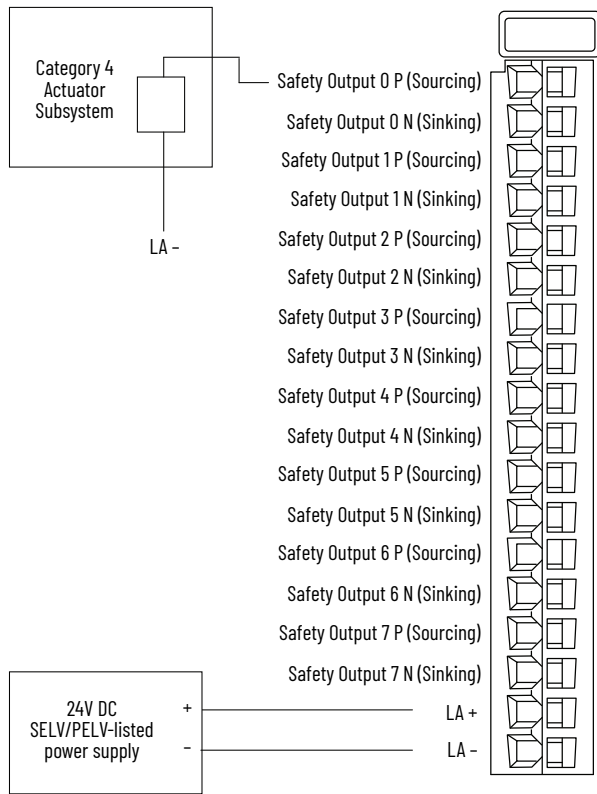 Category 4
Actuator
Subsystem
LA -
Safety Output 0 P (Sourcing)
Safety Output 0 N (Sinking)
Safety Output 1 P (Sourcing)
Safety Output 1 N (Sinking)
Safety Output 2 P (Sourcing)
Safety Output 2 N (Sinking)
Safety Output 3 P (Sourcing)
Safety Output 3 N (Sinking)
Safety Output 4 P (Sourcing)
Safety Output 4 N (Sinking)
Safety Output 5 P (Sourcing)
Safety Output 5 N (Sinking)
Safety Output 6 P (Sourcing)
Safety Output 6 N (Sinking)
Safety Output 7 P (Sourcing)
Safety Output 7 N (Sinking)
24V DC
SELV/PELV-listed
power supply
+
-
LA +
LA -